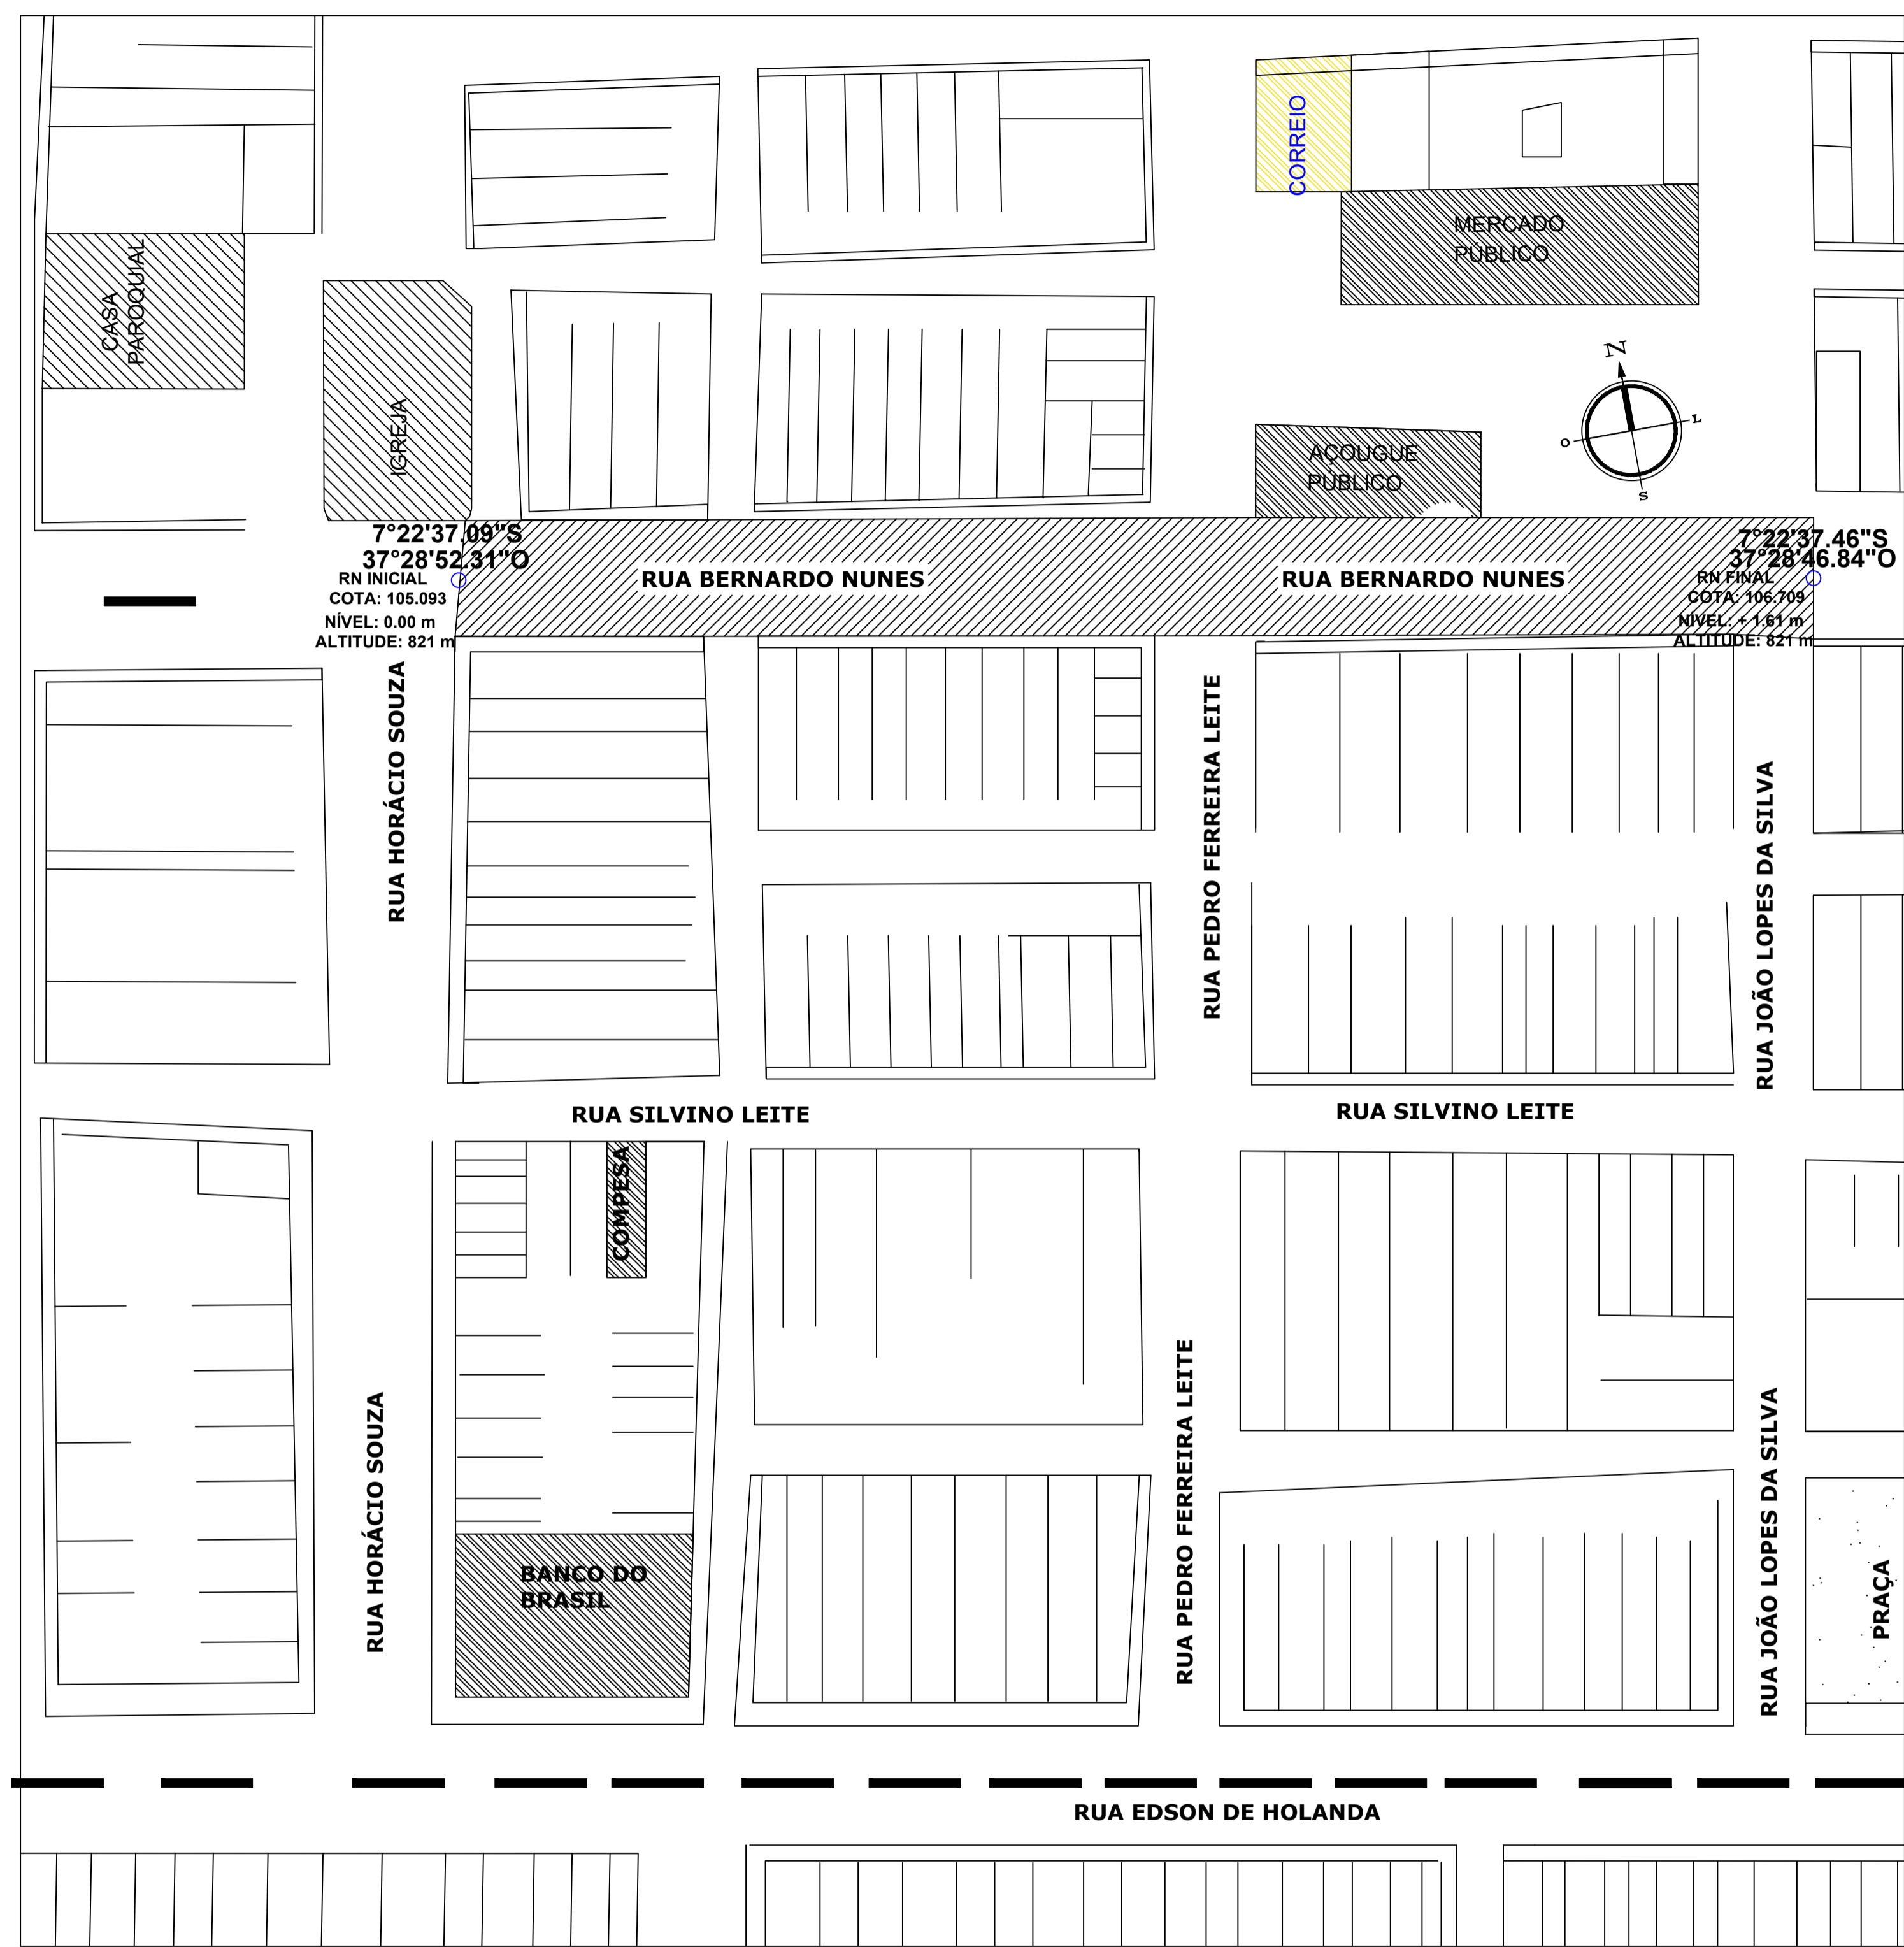 CORREIO
MERCADO
PÚBLICO
CASA
PAROQUIAL
IGREJA
N
L
O
S
AÇOUGUE
PÚBLICO
7°22'37.09"S
37°28'52.31"O
RN INICIAL
COTA: 105.093
NÍVEL: 0.00 m
ALTITUDE: 821 m
RUA BERNARDO NUNES
RUA BERNARDO NUNES
7°22'37.46"S
37°28'46.84"O
RN FINAL
COTA: 106.709
NÍVEL: + 1.61 m
ALTITUDE: 821 m
RUA HORÁCIO SOUZA
RUA PEDRO FERREIRA LEITE
RUA JOÃO LOPES DA SILVA
RUA SILVINO LEITE
RUA SILVINO LEITE
COMPESA
RUA HORÁCIO SOUZA
BANCO DO
BRASIL
RUA PEDRO FERREIRA LEITE
RUA JOÃO LOPES DA SILVA
PRAÇA
RUA EDSON DE HOLANDA